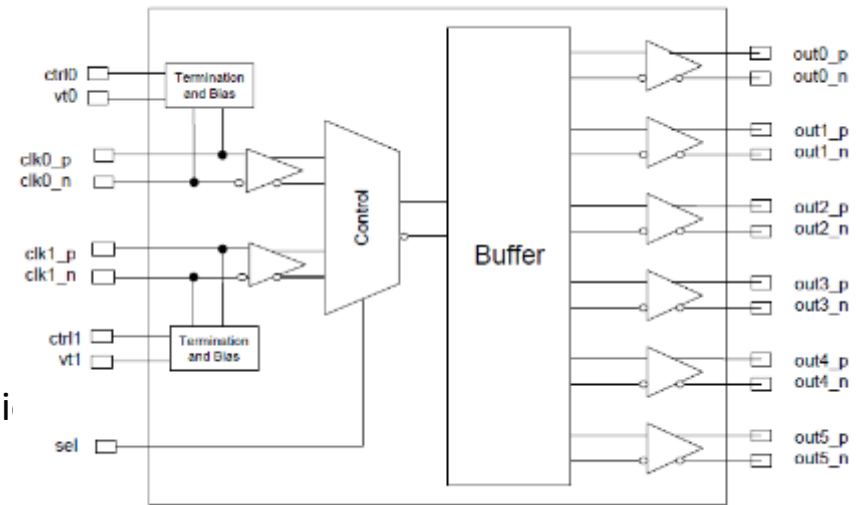 ctrl0
vt0
Termination
and Bias
clk0_p
clk0_n
clk1_p
clk1_n
ctrl1
vt1
Termination
and Bias
sel
Control
Buffer
out0_p
out0_n
out1_p
out1_n
out2_p
out2_n
out3_p
out3_n
out4_p
out4_n
out5_p
out5_n